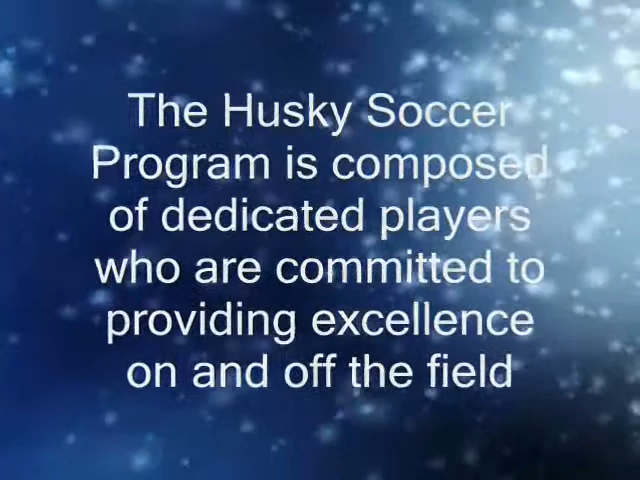 The Husky Soccer
Program is composed
of dedicated players
who are committed to
providing excellence
on and off the field